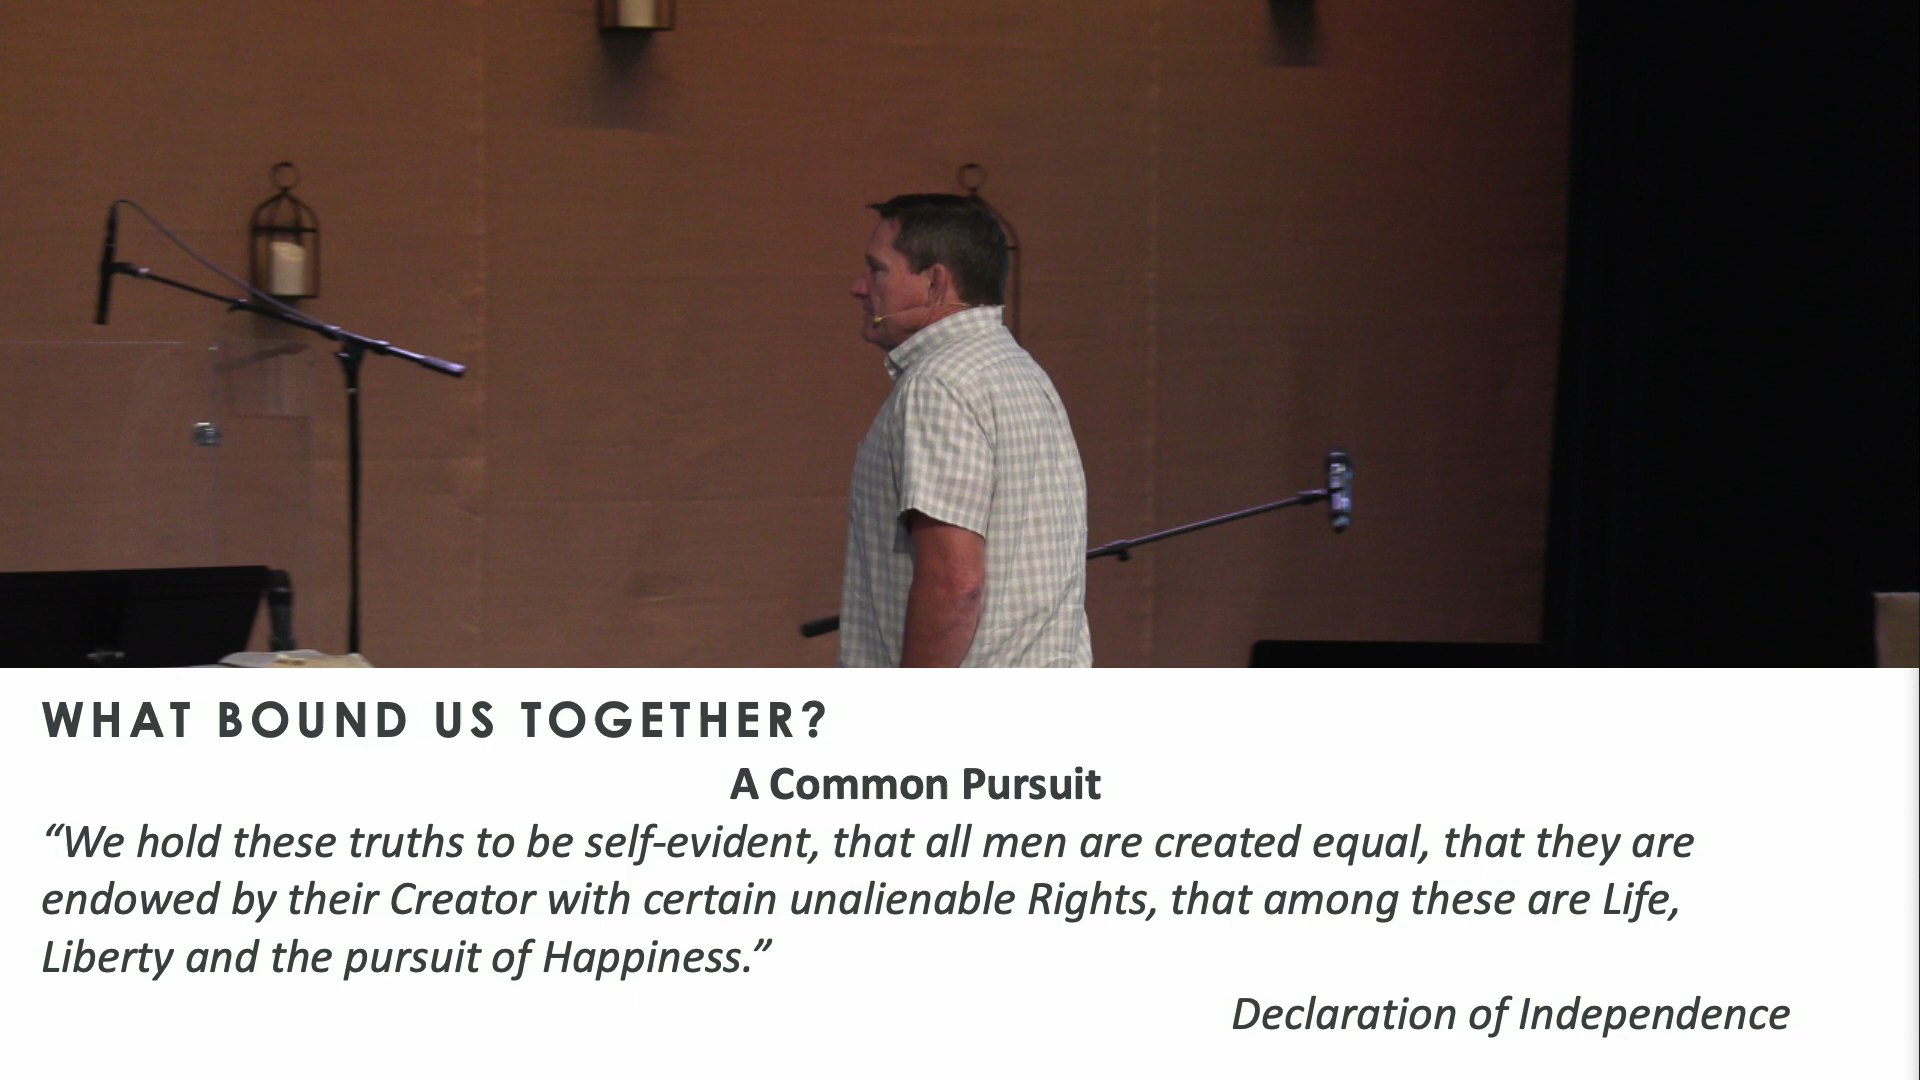 WHAT BOUND US TOGETHER?
A Common Pursuit
“We hold these truths to be self-evident, that all men are created equal, that they are
endowed by their Creator with certain unalienable Rights, that among these are Life,
Liberty and the pursuit of Happiness.”
Declaration of Independence